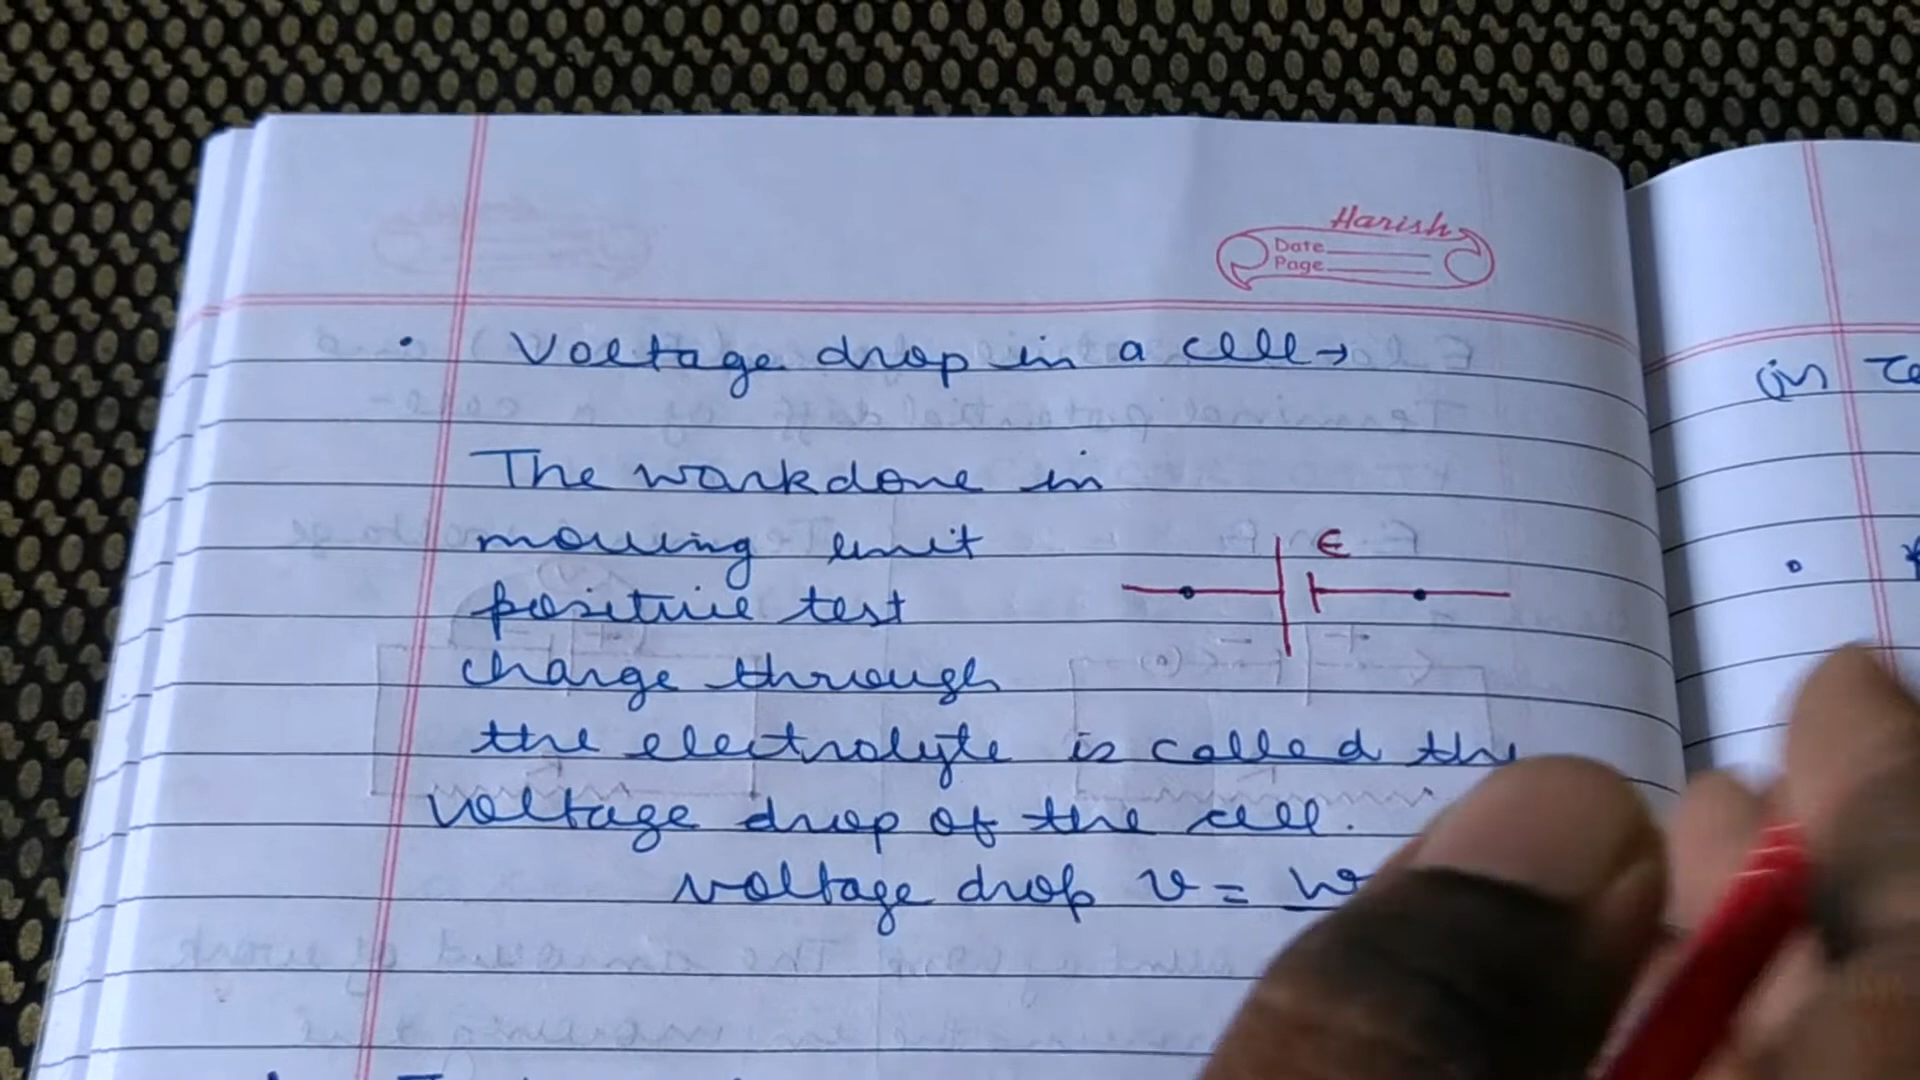 Harish
Date
Page
• Voltage drop in a cell →
The workdone in
moving unit
positive test
charge through
the electrolyte is called the
voltage drop of the cell.
voltage drop v = w
ε
(in